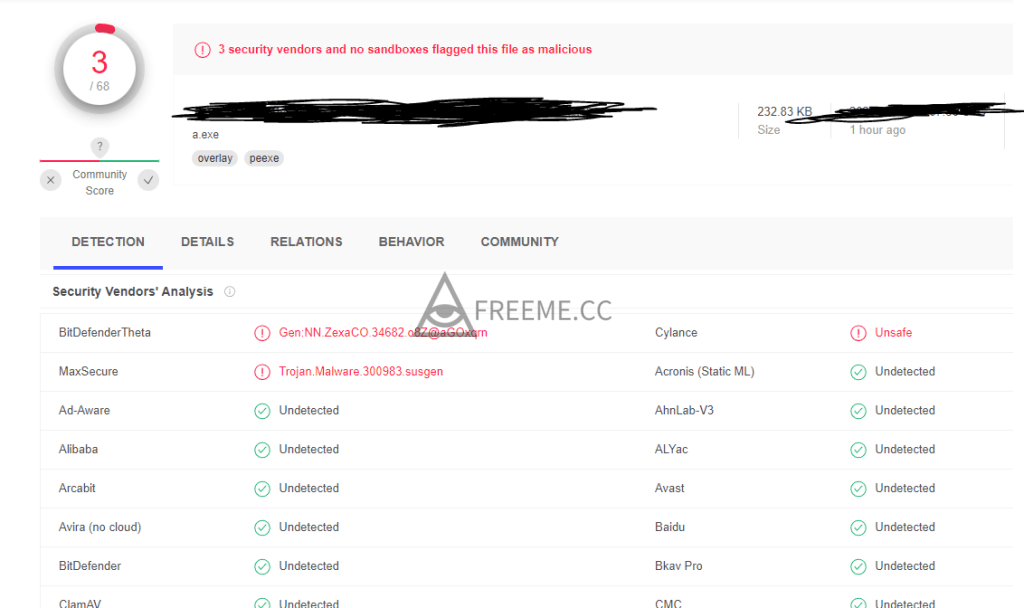 3
/ 68
3 security vendors and no sandboxes flagged this file as malicious
a.exe
overlay peexe
232.83 KB
Size
1 hour ago
?
Community
Score
DETECTION DETAILS RELATIONS BEHAVIOR COMMUNITY
Security Vendors' Analysis
FREEME.CC
BitDefenderTheta Gen:NN.ZexaCO.34682.o8Z@aGOxqrn Cylance Unsafe
MaxSecure Trojan.Malware.300983.susgen Acronis (Static ML) Undetected
Ad-Aware Undetected AhnLab-V3 Undetected
Alibaba Undetected ALYac Undetected
Arcabit Undetected Avast Undetected
Avira (no cloud) Undetected Baidu Undetected
BitDefender Undetected Bkav Pro Undetected
ClamAV Undetected CMC Undetected